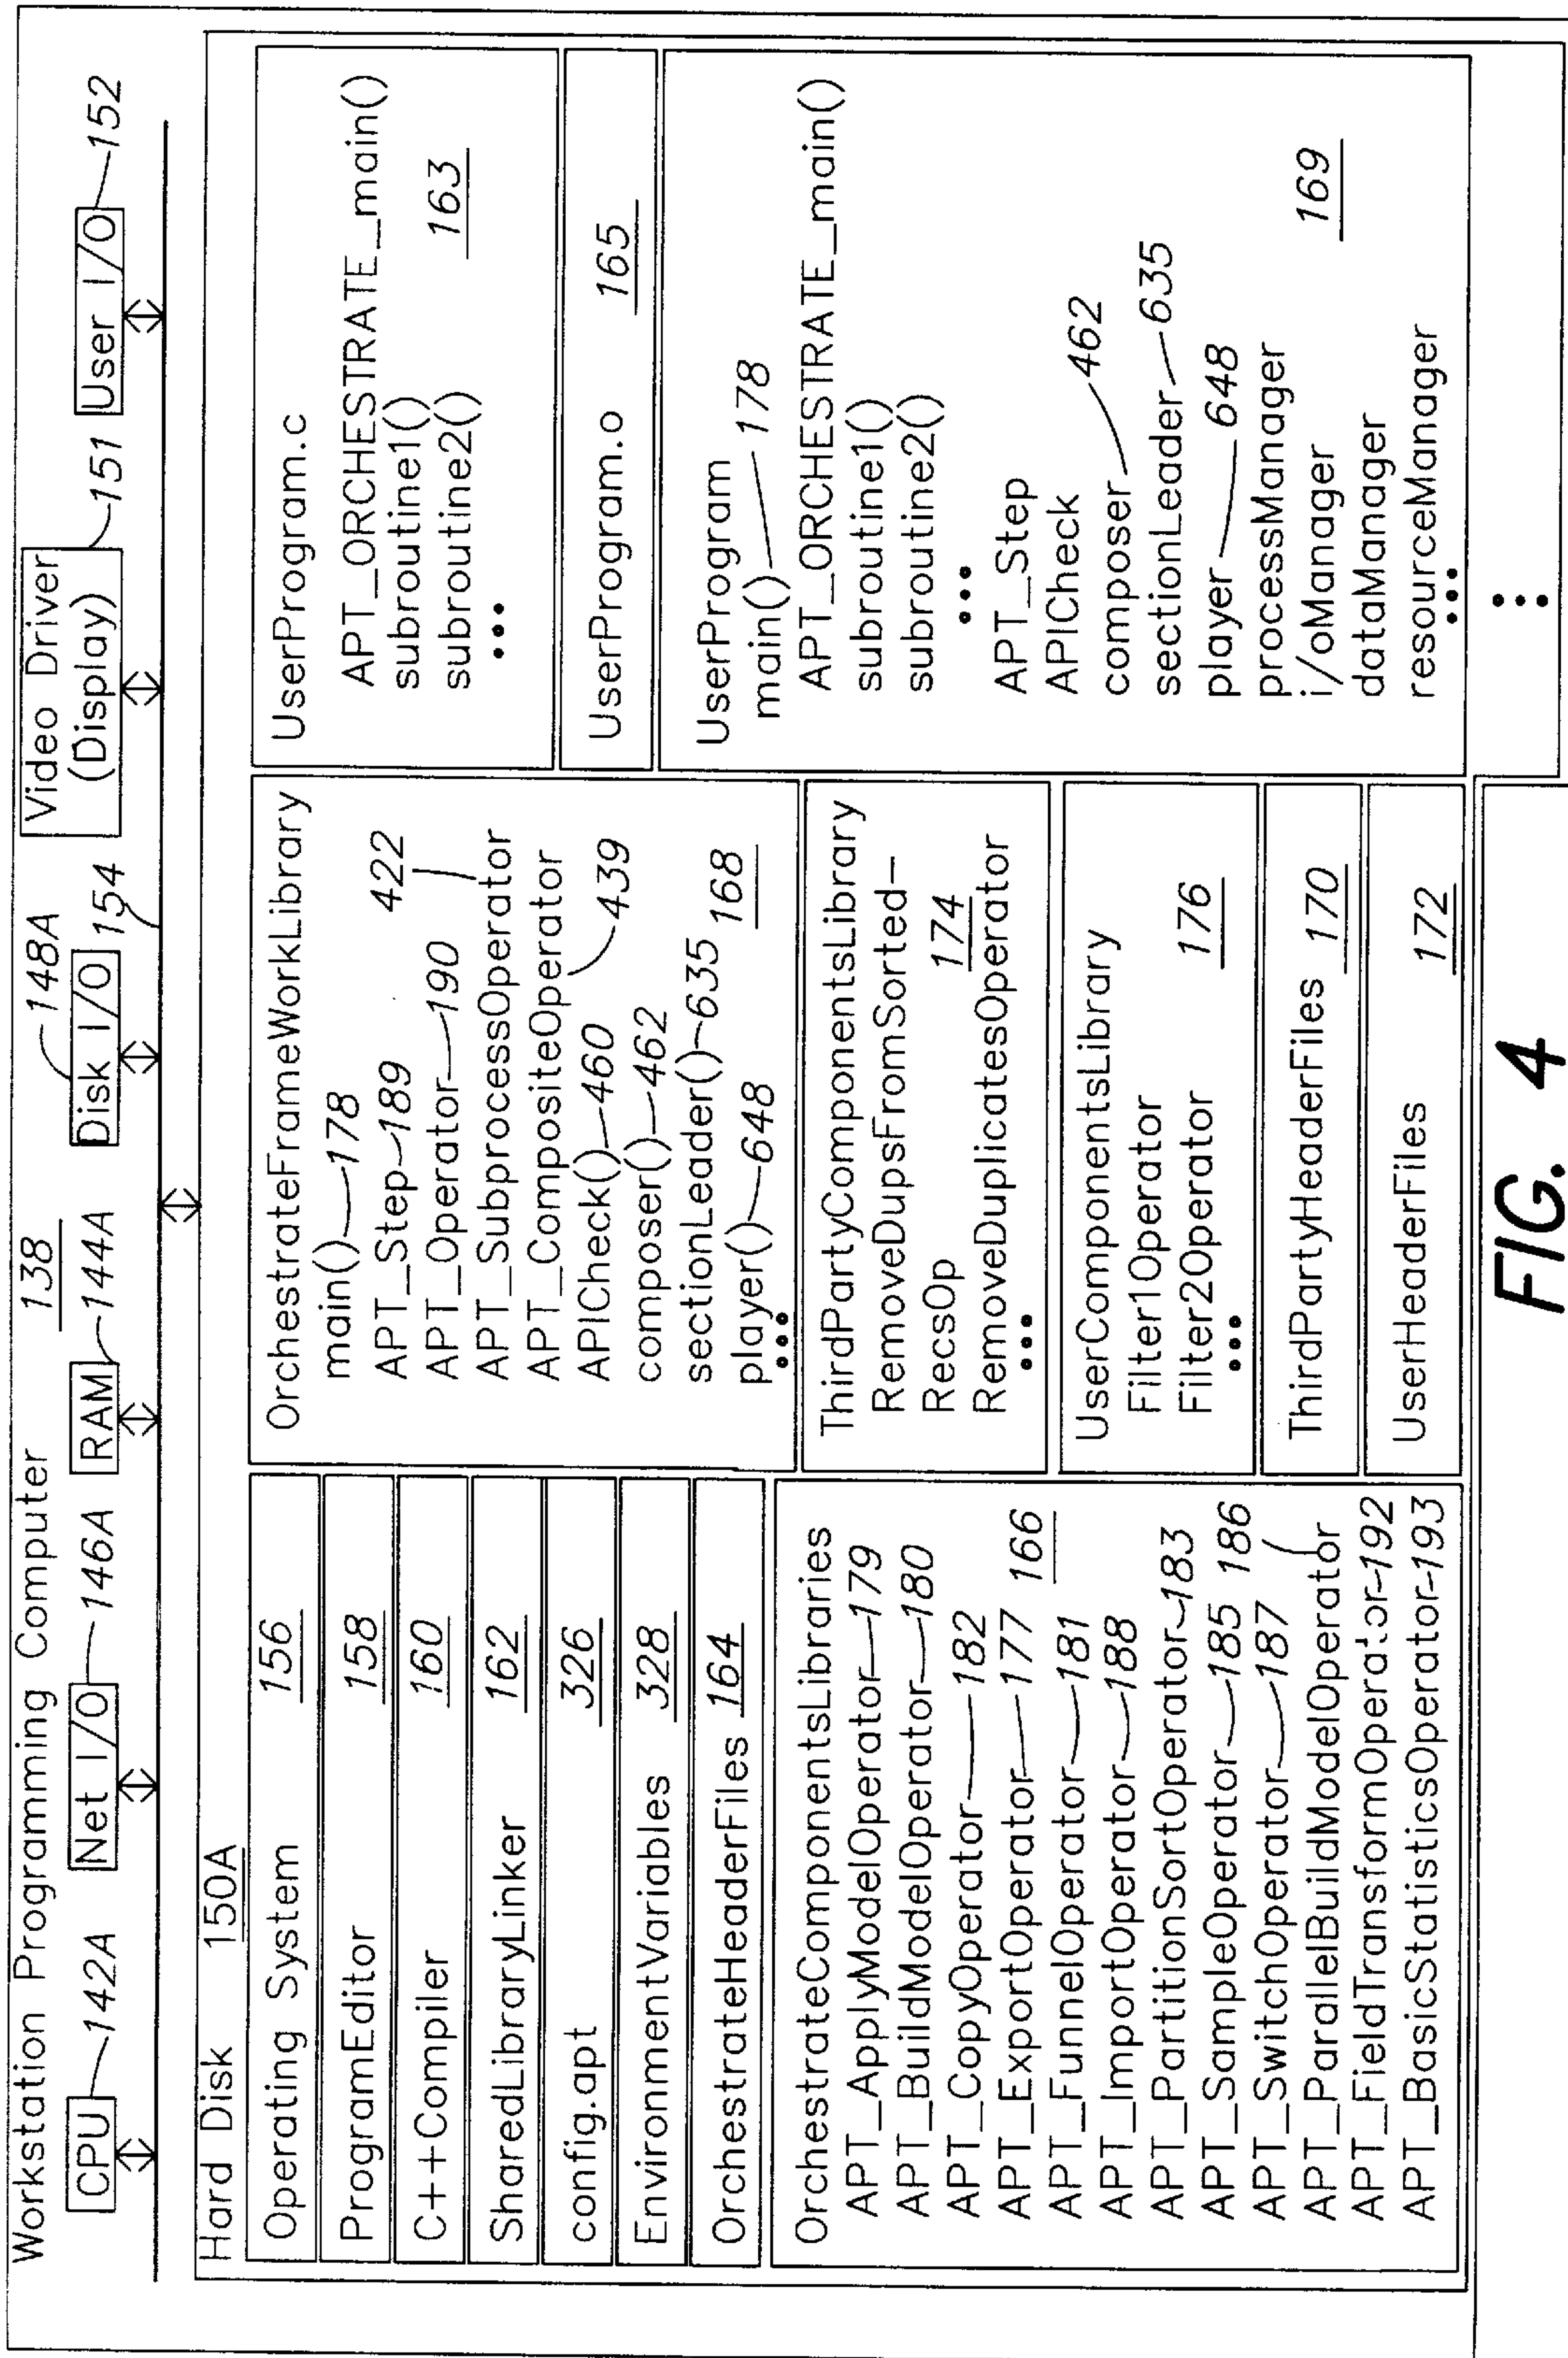 Workstation Programming Computer 138
CPU 142A Net I/O 146A RAM 144A Disk I/O 148A 154 Video Driver (Display) 151 User I/O 152
Hard Disk 150A
Operating System 156
ProgramEditor 158
C++Compiler 160
SharedLibraryLinker 162
config.apt 326
EnvironmentVariables 328
OrchestrateHeaderFiles 164
OrchestrateComponentsLibraries
APT_ApplyModelOperator 179
APT_BuildModelOperator 180
APT_CopyOperator 182
APT_ExportOperator 177 166
APT_FunnelOperator 181
APT_ImportOperator 188
APT_PartitionSortOperator 183
APT_SampleOperator 185 186
APT_SwitchOperator 187
APT_ParallelBuildModelOperator
APT_FieldTransformOperator 192
APT_BasicStatisticsOperator 193
OrchestrateFrameWorkLibrary
main() 178
APT_Step 189 422
APT_Operator 190
APT_SubprocessOperator
APT_CompositeOperator
APICheck() 460 439
composer() 462
sectionLeader() 635
player() 648 168
•••
ThirdPartyComponentsLibrary
RemoveDupsFromSorted-
RecsOp 174
RemoveDuplicatesOperator
•••
UserComponentsLibrary
Filter1Operator
Filter2Operator 176
•••
ThirdPartyHeaderFiles 170
UserHeaderFiles 172
UserProgram.c
APT_ORCHESTRATE_main()
subroutine1()
subroutine2() 163
•••
UserProgram.o 165
UserProgram
main() 178
APT_ORCHESTRATE_main()
subroutine1()
subroutine2()
•••
APT_Step
APICheck
composer 462
sectionLeader 635
player 648
processManager
i/oManager 169
dataManager
resourceManager
•••
•••
FIG. 4